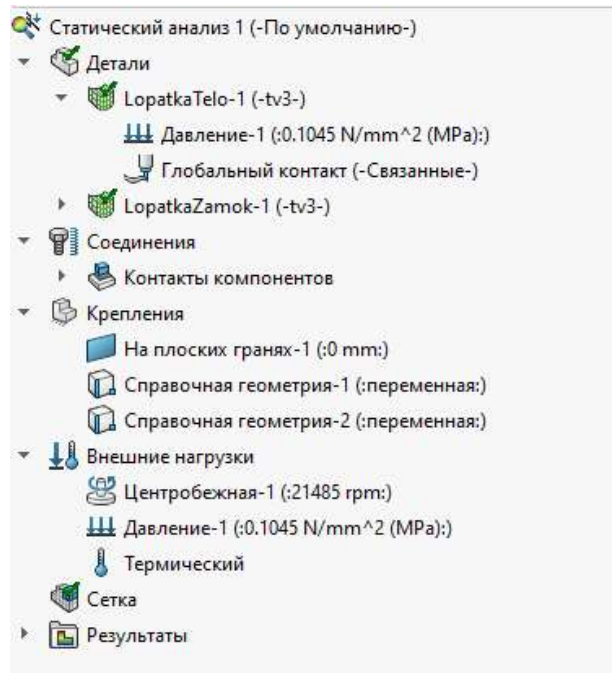 Статический анализ 1 (-По умолчанию-)
Детали
LopatkaTelo-1 (-tv3-)
Давление-1 (:0.1045 N/mm^2 (MPa):)
Глобальный контакт (-Связанные-)
LopatkaZamok-1 (-tv3-)
Соединения
Контакты компонентов
Крепления
На плоских гранях-1 (:0 mm:)
Справочная геометрия-1 (:переменная:)
Справочная геометрия-2 (:переменная:)
Внешние нагрузки
Центробежная-1 (:21485 rpm:)
Давление-1 (:0.1045 N/mm^2 (MPa):)
Термический
Сетка
Результаты